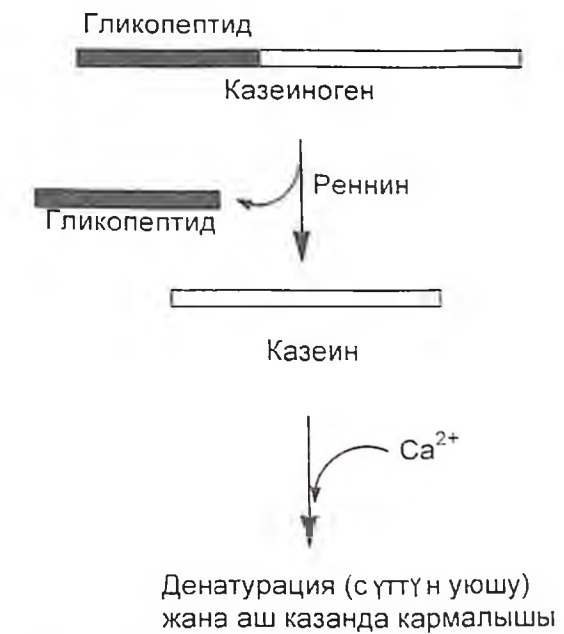 Гликопептид
Казеиноген
Реннин
Гликопептид
Казеин
Ca²⁺
Денатурация (сүттүн уюшу)
жана аш казанда кармалышы